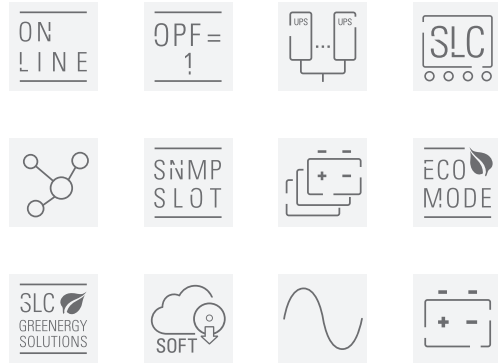 ON
LINE
OPF =
1
UPS ... UPS
SLC
SNMP
SLOT
+ -
ECO
MODE
SLC
GREENERGY
SOLUTIONS
SOFT
+ -